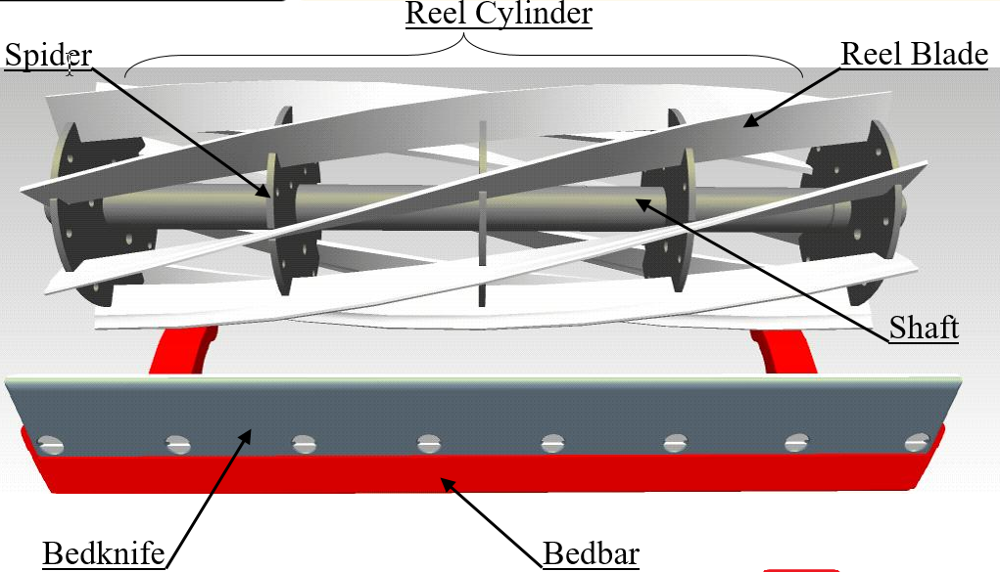 Reel Cylinder
Spider
Reel Blade
Shaft
Bedknife
Bedbar